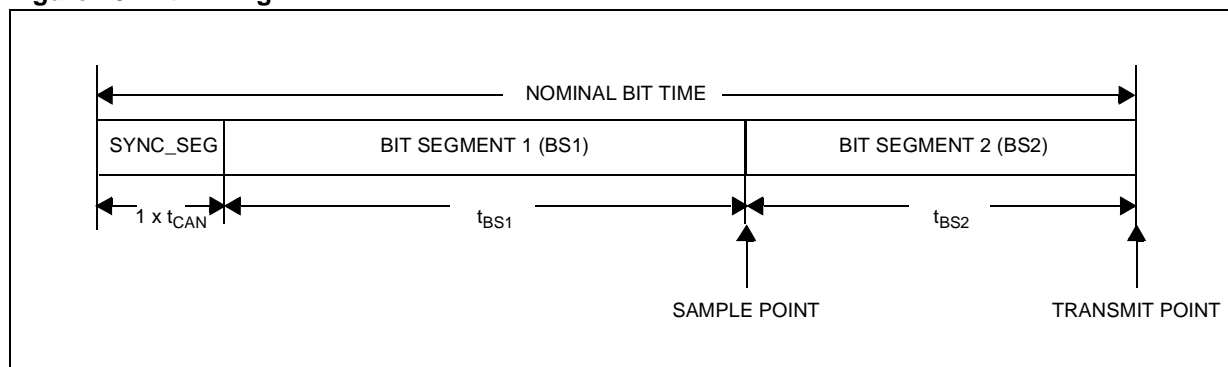 NOMINAL BIT TIME
SYNC_SEG
BIT SEGMENT 1 (BS1)
BIT SEGMENT 2 (BS2)
1 x tCAN
tBS1
tBS2
SAMPLE POINT
TRANSMIT POINT